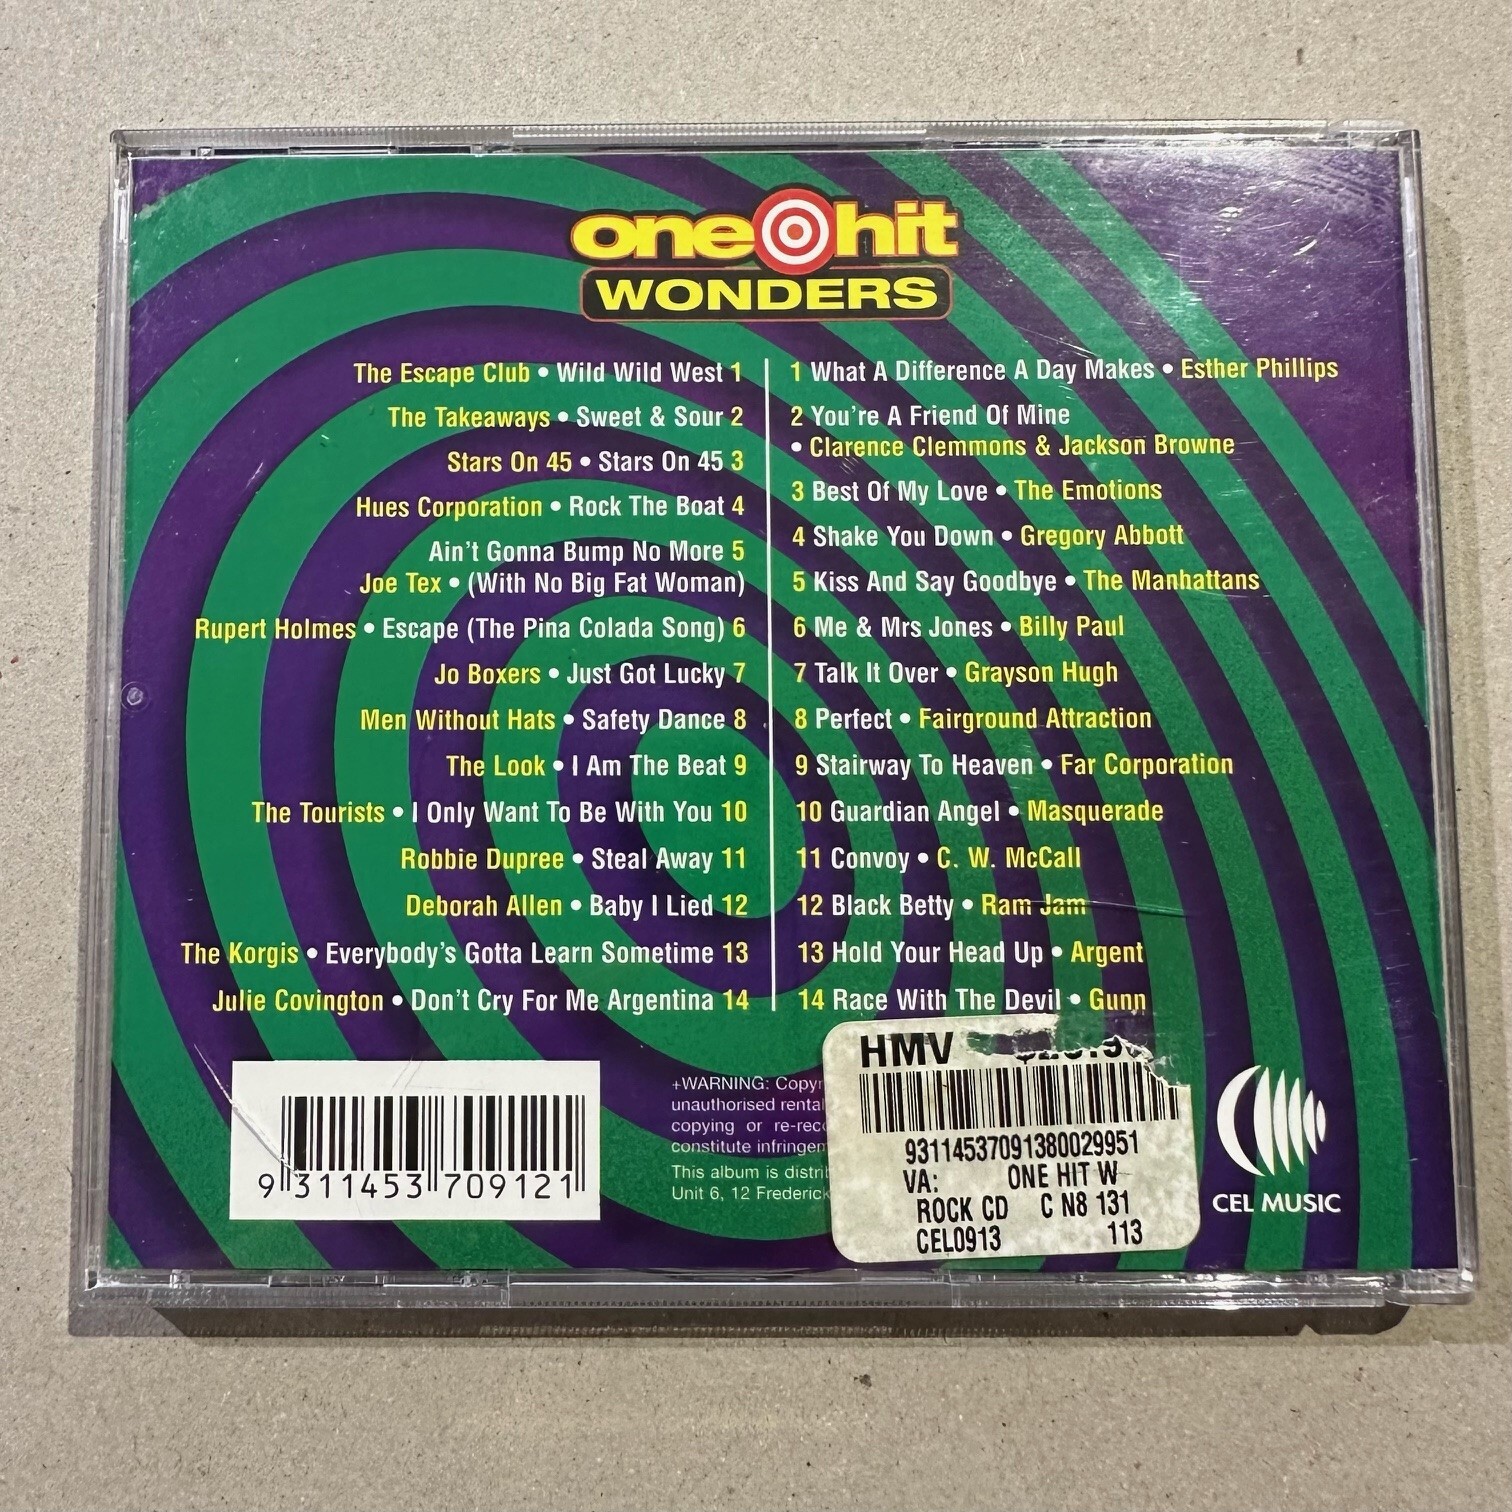 one hit
WONDERS
The Escape Club • Wild Wild West 1
The Takeaways • Sweet & Sour 2
Stars On 45 • Stars On 45 3
Hues Corporation • Rock The Boat 4
Ain't Gonna Bump No More 5
Joe Tex • (With No Big Fat Woman)
Rupert Holmes • Escape (The Pina Colada Song) 6
Jo Boxers • Just Got Lucky 7
Men Without Hats • Safety Dance 8
The Look • I Am The Beat 9
The Tourists • I Only Want To Be With You 10
Robbie Dupree • Steal Away 11
Deborah Allen • Baby I Lied 12
The Korgis • Everybody's Gotta Learn Sometime 13
Julie Covington • Don't Cry For Me Argentina 14
1 What A Difference A Day Makes • Esther Phillips
2 You're A Friend Of Mine
• Clarence Clemmons & Jackson Browne
3 Best Of My Love • The Emotions
4 Shake You Down • Gregory Abbott
5 Kiss And Say Goodbye • The Manhattans
6 Me & Mrs Jones • Billy Paul
7 Talk It Over • Grayson Hugh
8 Perfect • Fairground Attraction
9 Stairway To Heaven • Far Corporation
10 Guardian Angel • Masquerade
11 Convoy • C. W. McCall
12 Black Betty • Ram Jam
13 Hold Your Head Up • Argent
14 Race With The Devil • Gunn
9 311453 709121
+WARNING: Copyr
unauthorised rental
copying or re-reco
constitute infringem
This album is distrib
Unit 6, 12 Frederick
HMV
93114537091380029951
VA: ONE HIT W
ROCK CD C N8 131
CEL0913 113
CEL MUSIC